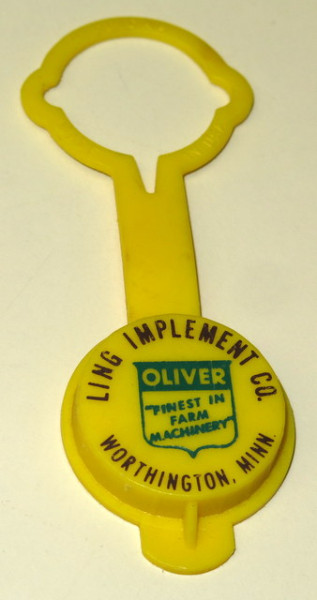 LING IMPLEMENT CO.
OLIVER
"FINEST IN
FARM
MACHINERY"
WORTHINGTON, MINN.